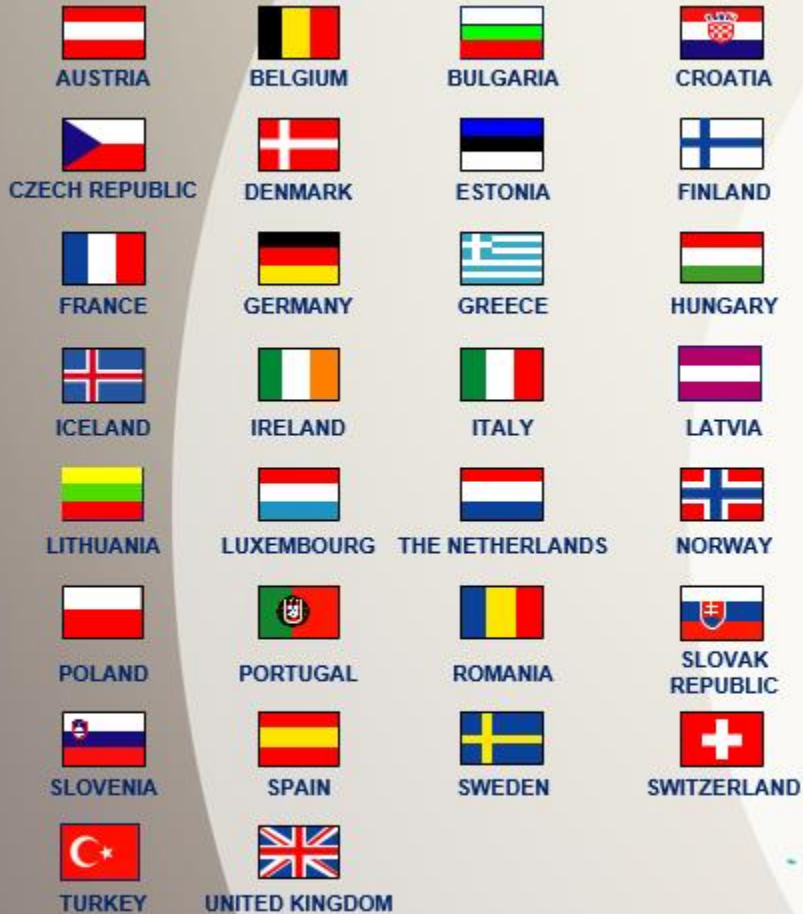 AUSTRIA BELGIUM BULGARIA CROATIA
CZECH REPUBLIC DENMARK ESTONIA FINLAND
FRANCE GERMANY GREECE HUNGARY
ICELAND IRELAND ITALY LATVIA
LITHUANIA LUXEMBOURG THE NETHERLANDS NORWAY
POLAND PORTUGAL ROMANIA SLOVAK
REPUBLIC
SLOVENIA SPAIN SWEDEN SWITZERLAND
TURKEY UNITED KINGDOM